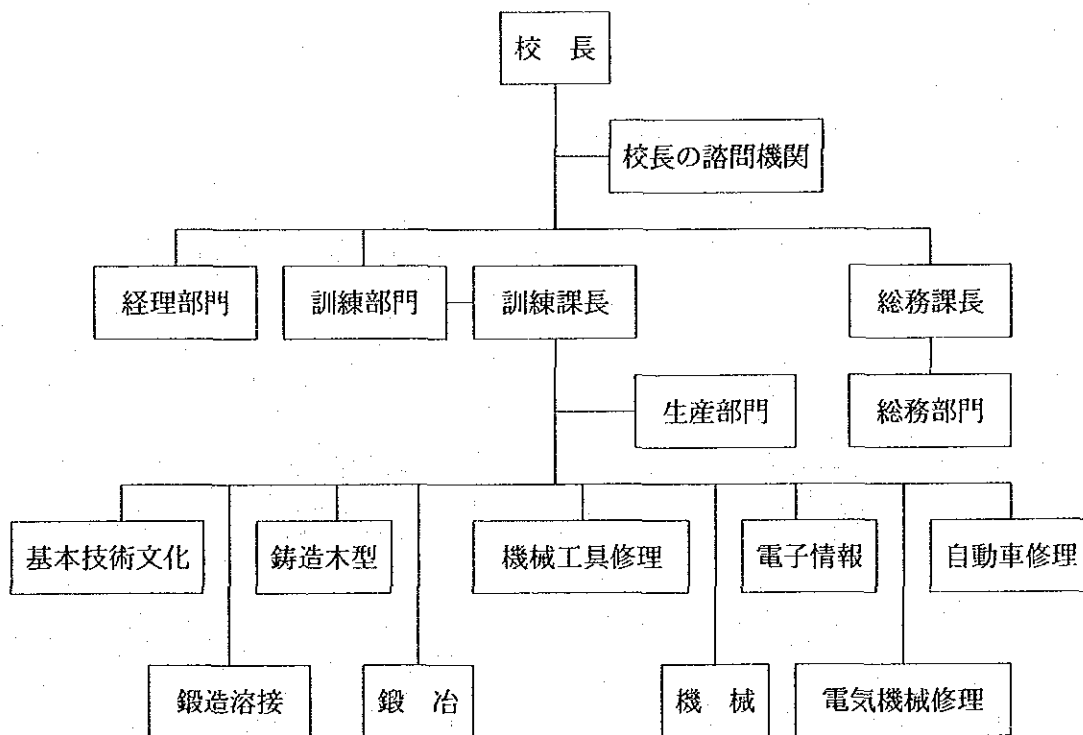 校　長
校長の諮問機関
経理部門
訓練部門
訓練課長
総務課長
生産部門
総務部門
基本技術文化
鋳造木型
機械工具修理
電子情報
自動車修理
鍛造溶接
鍛　冶
機　械
電気機械修理